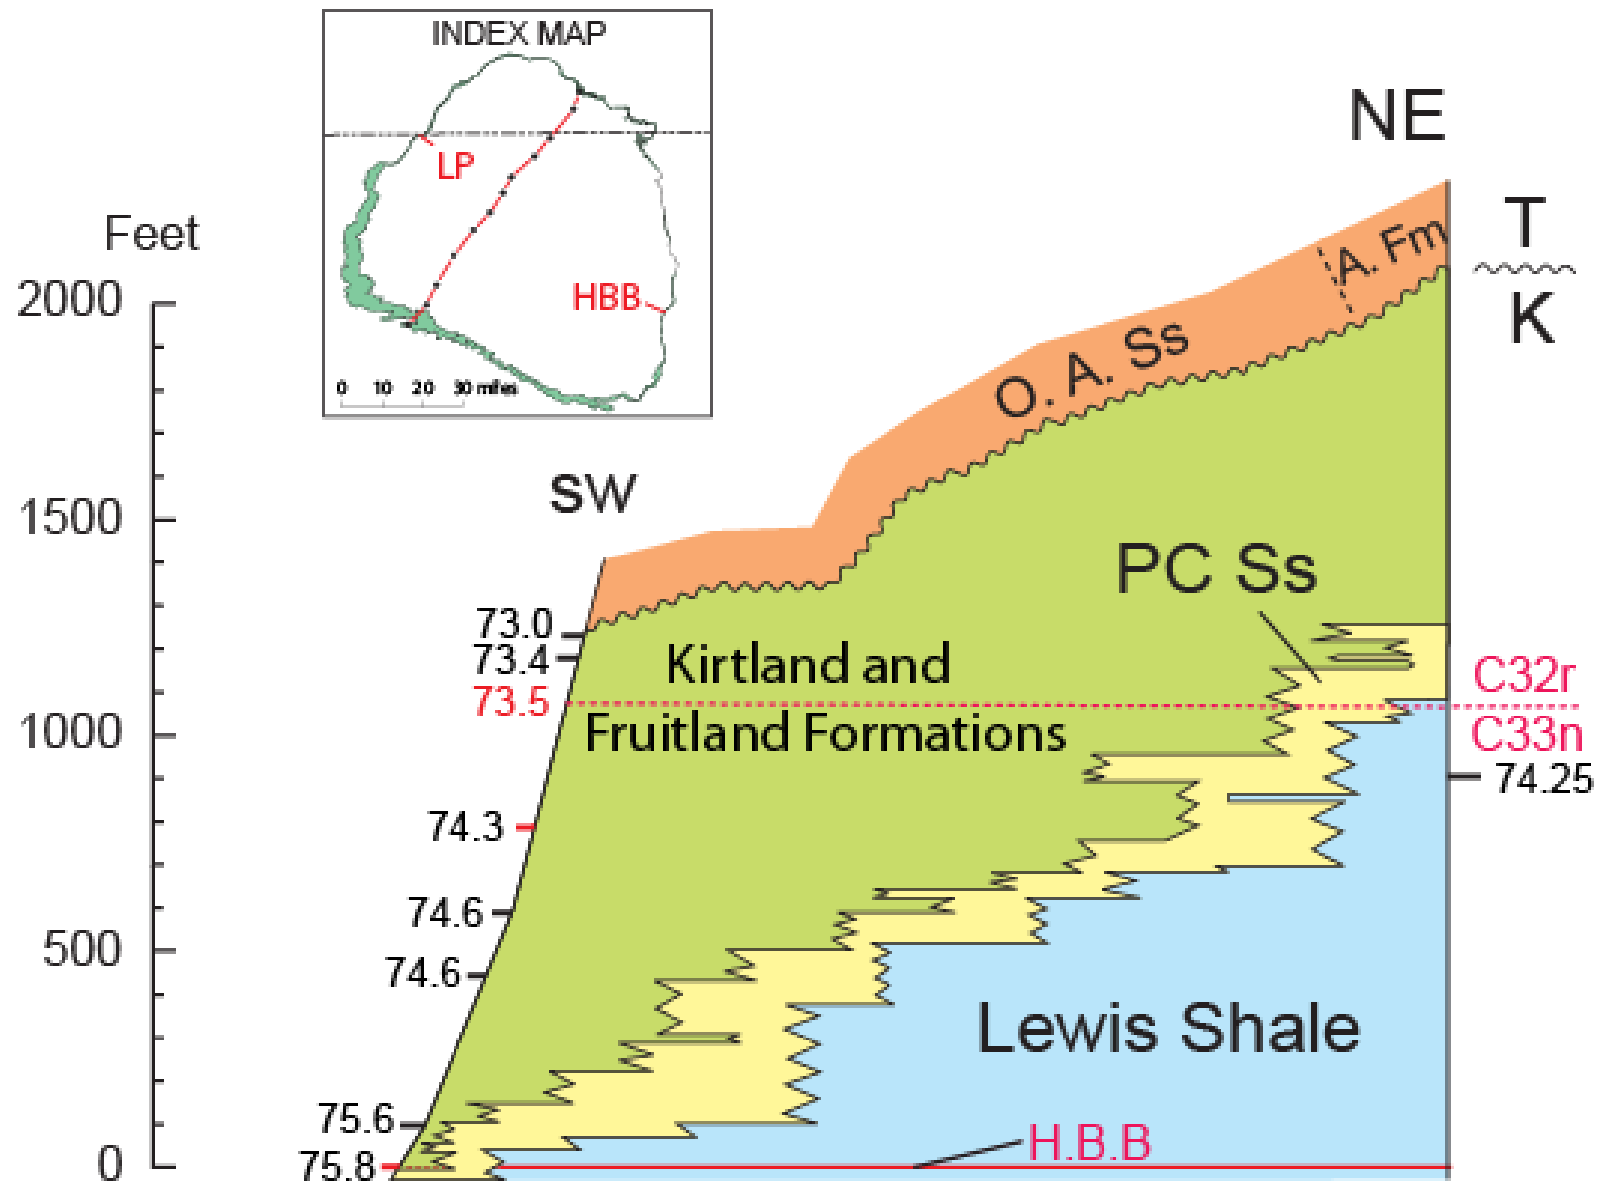 INDEX MAP
LP
HBB
0 10 20 30 miles
NE
Feet
T
K
2000
1500
1000
500
0
SW
A. Fm
O. A. Ss
PC Ss
73.0
73.4
73.5
74.3
74.6
74.6
75.6
75.8
Kirtland and
Fruitland Formations
C32r
C33n
74.25
Lewis Shale
H.B.B